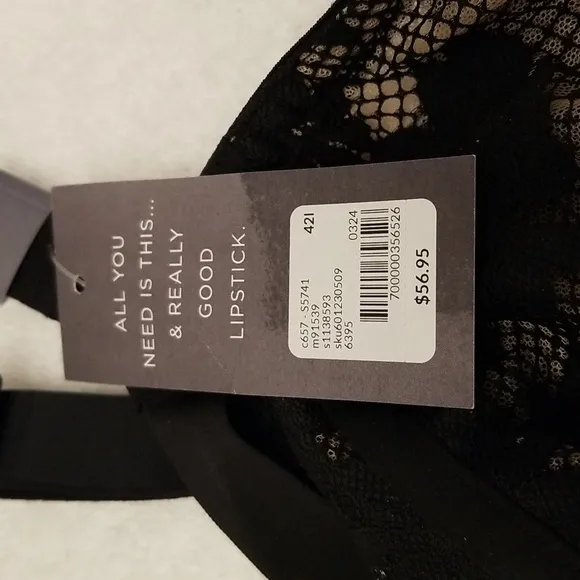 ALL YOU
NEED IS THIS...
& REALLY
GOOD
LIPSTICK.
c657 - S5741
m91539
s1138593
sku601230509
6395
42I
0324
700000356526
$56.95